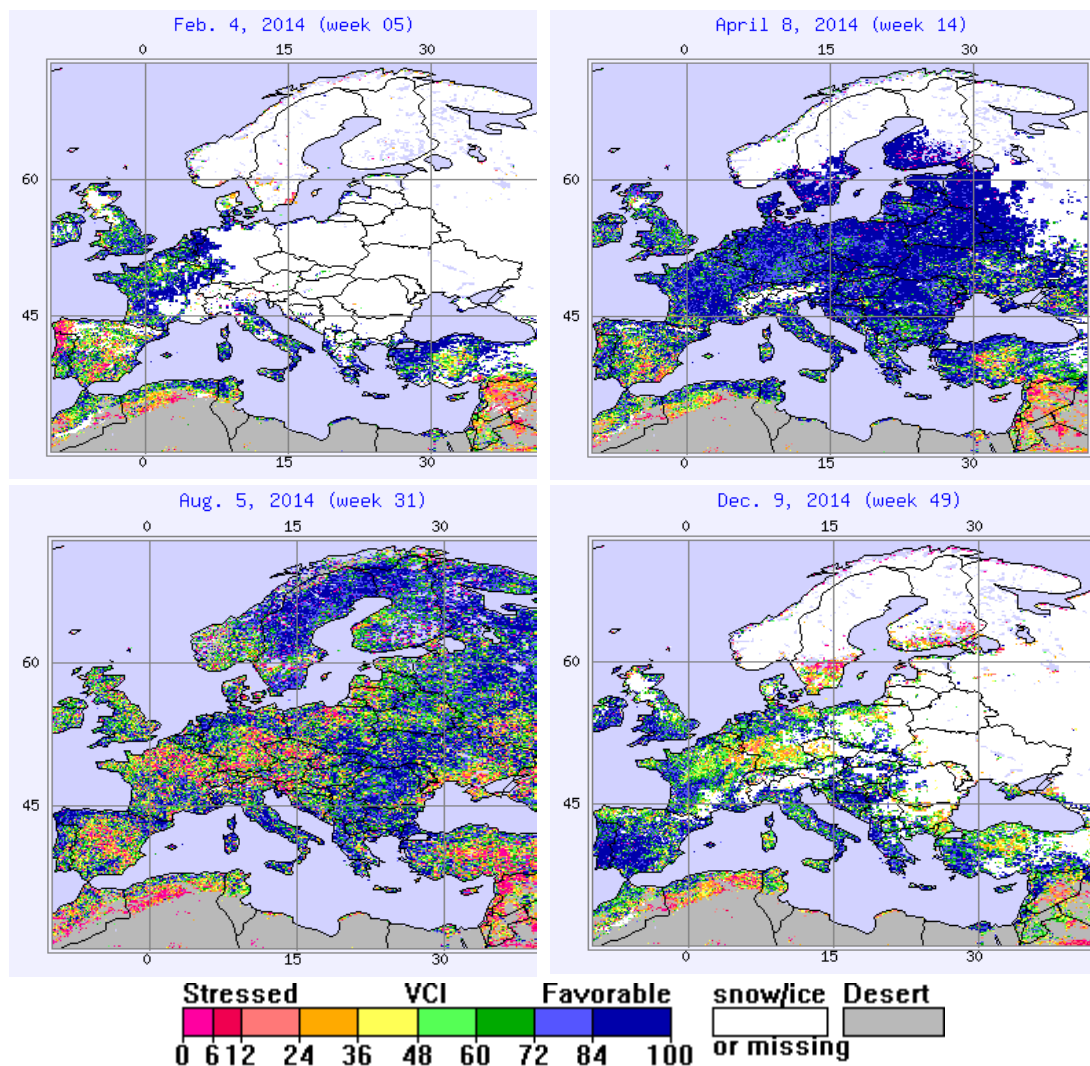 Feb. 4, 2014 (week 05)
0 15 30
60
45
0 15 30
April 8, 2014 (week 14)
0 15 30
60
45
0 15 30
Aug. 5, 2014 (week 31)
0 15 30
60
45
0 15 30
Dec. 9, 2014 (week 49)
0 15 30
60
45
0 15 30
Stressed VCI Favorable snow/ice Desert
0 6 12 24 36 48 60 72 84 100 or missing